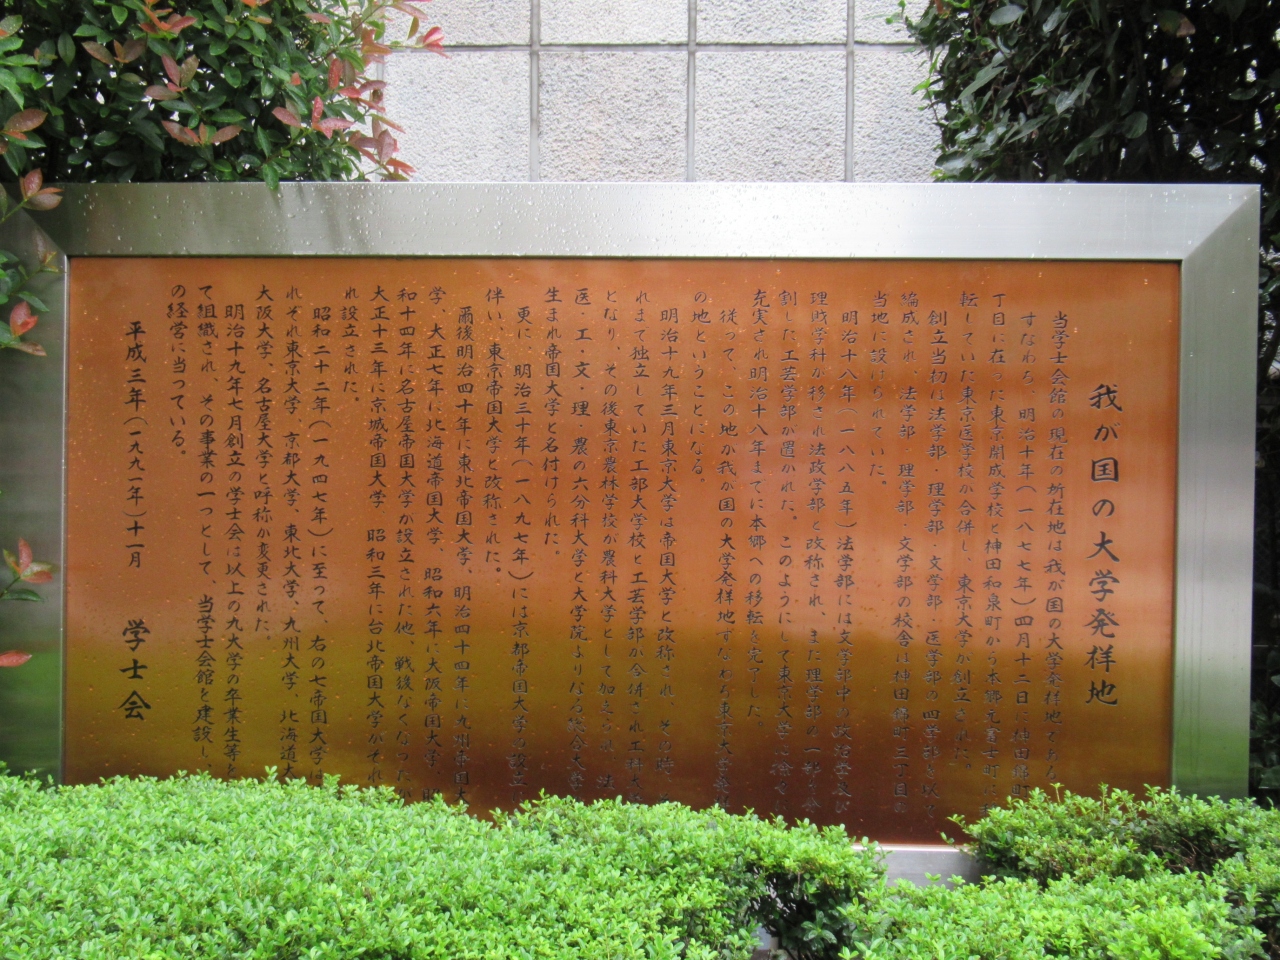 我が国の大学発祥地
当学士会館の現在の所在地は我が国の大学発祥地である。
すなわち、明治十年(一八七七年)四月十二日に神田錦町
丁目に在った東京開成学校と神田和泉町から本郷元富士町に移
転していた東京医学校が合併し、東京大学が創立された。
創立当初は法学部・理学部・文学部・医学部の四学部を以て
編成され、法学部・理学部・文学部の校舎は神田錦町三丁目の
当地に設けられていた。
明治十八年(一八八五年)法学部には文学部中の政治学及び
理財学科が移され法政学部と改称され、また理学部の一部を分
割した工芸学部が置かれた。このようにして東京大学は徐々に
充実され明治十八年までに本郷への移転を完了した。
従って、この地が我が国の大学発祥地すなわち東京大学発祥
の地ということになる。
明治十九年三月東京大学は帝国大学と改称され、その時、そ
れまで独立していた工部大学校と工芸学部が合併され工科大学
となり、その後東京農林学校が農科大学として加えられ、法・
医・工・文・理・農の六分科大学と大学院よりなる総合大学
生まれ帝国大学と名付けられた。
更に、明治三十年(一八九七年)には京都帝国大学の設立
伴い、東京帝国大学と改称された。
爾後明治四十年に東北帝国大学、明治四十四年に九州帝国大
学、大正七年に北海道帝国大学、昭和六年に大阪帝国大学、昭
和十四年に名古屋帝国大学が設立された他、戦後なくなったが
大正十三年に京城帝国大学 昭和三年に台北帝国大学がそれ
れ設立された。
昭和二十二年(一九四七年)に至って、右の七帝国大学は
れぞれ東京大学、京都大学、東北大学、九州大学、北海道大
大阪大学、名古屋大学と呼称が変更された。
明治十九年七月創立の学士会は以上の九大学の卒業生等を
て組織され、その事業の一つとして、当学士会館を建設し、
の経営に当っている。
平成三年(一九九一年)十一月 学士会